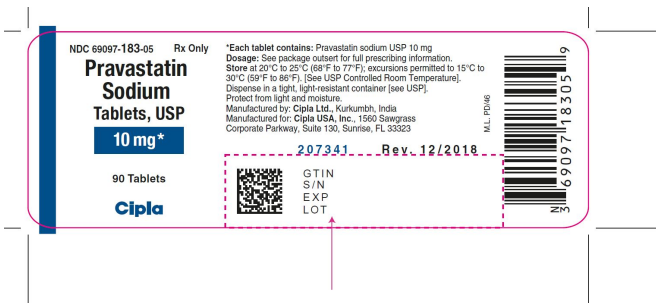 NDC 69097-183-05 Rx Only
Pravastatin
Sodium
Tablets, USP
10 mg*
90 Tablets
Cipla
*Each tablet contains: Pravastatin sodium USP 10 mg
Dosage: See package outsert for full prescribing information.
Store at 20°C to 25°C (68°F to 77°F); excursions permitted to 15°C to
30°C (59°F to 86°F). [See USP Controlled Room Temperature].
Dispense in a tight, light-resistant container [see USP].
Protect from light and moisture.
Manufactured by: Cipla Ltd., Kurkumbh, India
Manufactured for: Cipla USA, Inc., 1560 Sawgrass
Corporate Parkway, Suite 130, Sunrise, FL 33323
207341 Rev. 12/2018
GTIN
S/N
EXP
LOT
M.L. PD/46
N
3 69097 18305 9